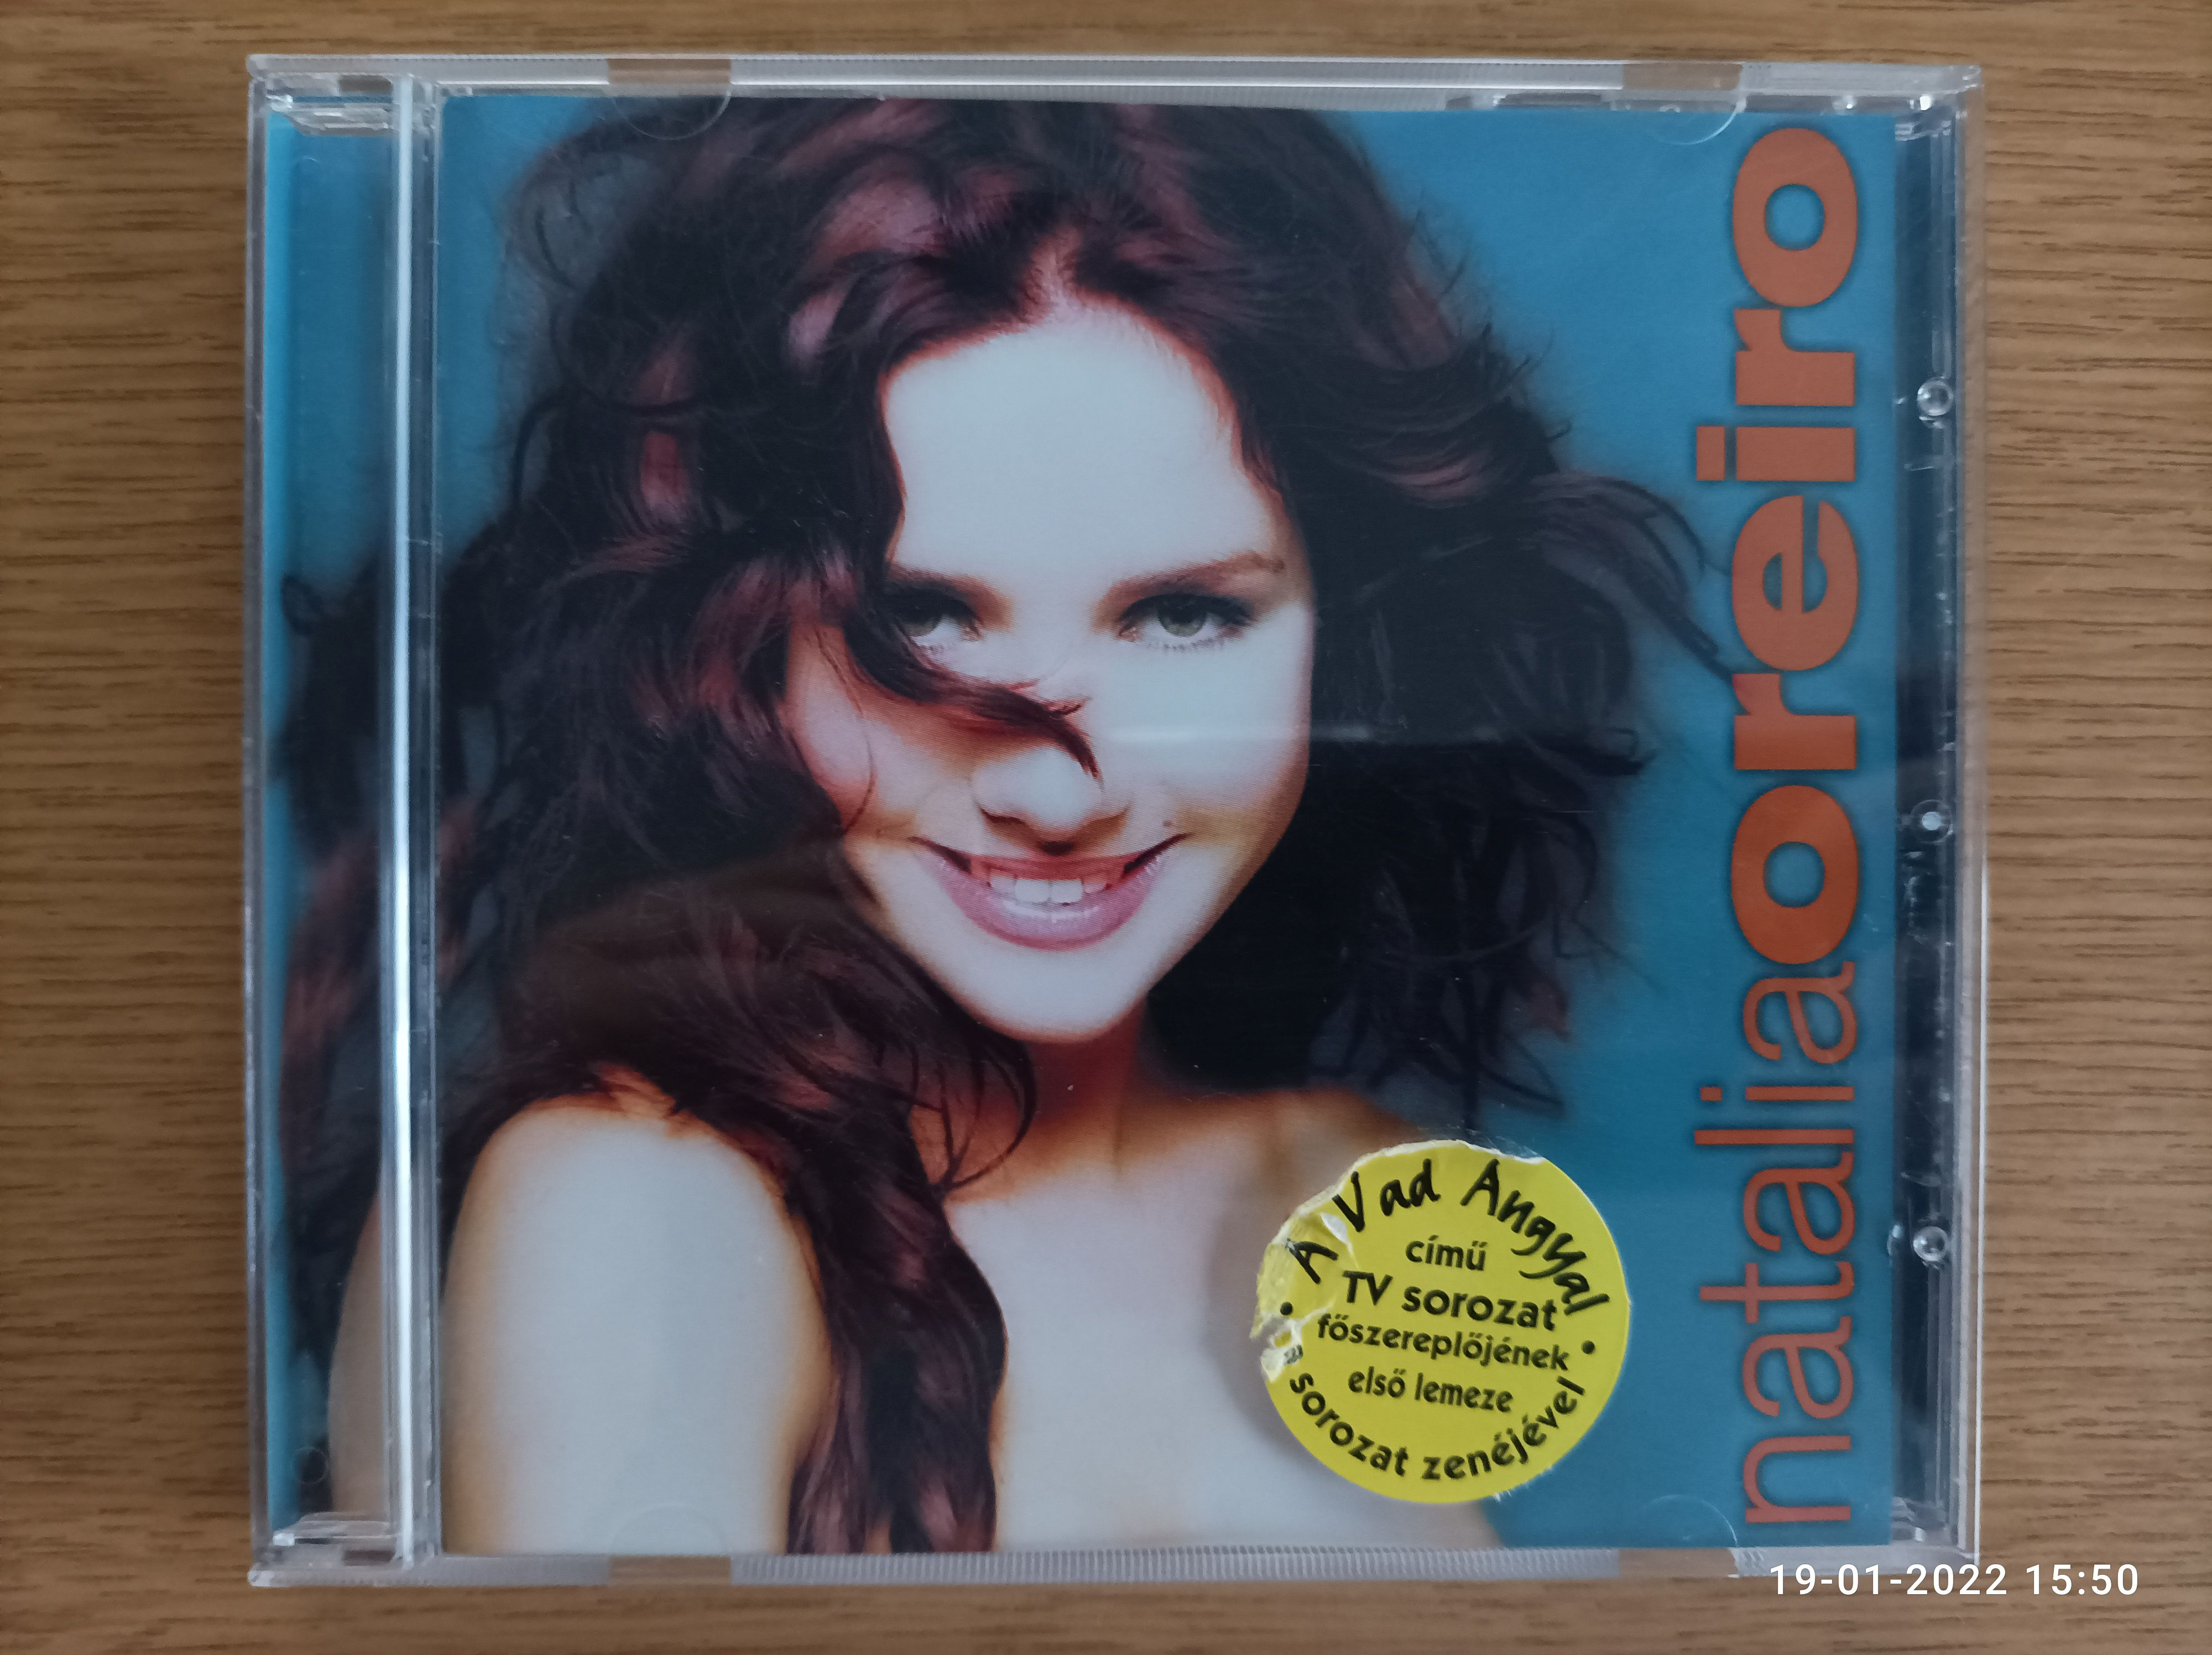 nataliaoreiro
A Vad Angyal
című
TV sorozat
főszereplőjének
első lemeze
• sorozat zenéjével •
19-01-2022 15:50